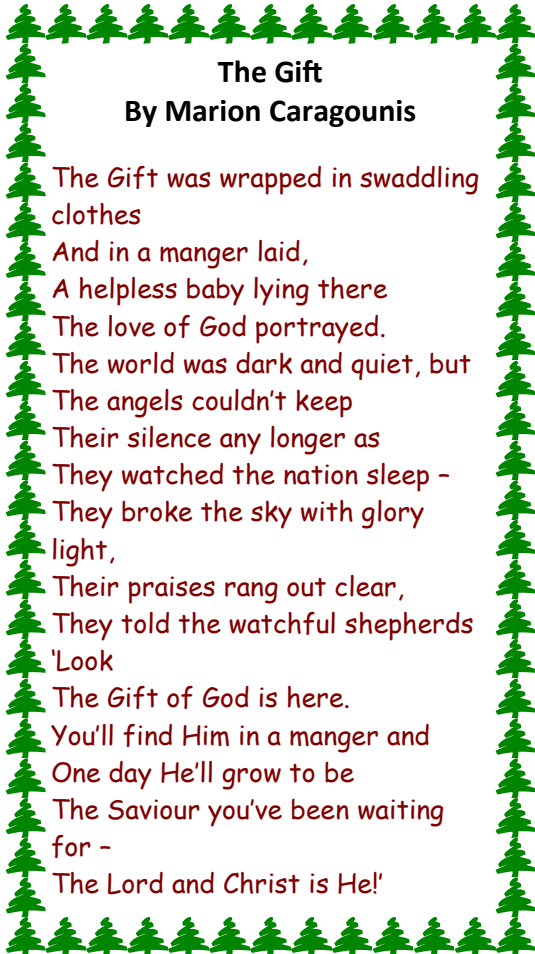 The Gift
By Marion Caragounis
The Gift was wrapped in swaddling
clothes
And in a manger laid,
A helpless baby lying there
The love of God portrayed.
The world was dark and quiet, but
The angels couldn’t keep
Their silence any longer as
They watched the nation sleep –
They broke the sky with glory
light,
Their praises rang out clear,
They told the watchful shepherds
‘Look
The Gift of God is here.
You’ll find Him in a manger and
One day He’ll grow to be
The Saviour you’ve been waiting
for –
The Lord and Christ is He!’